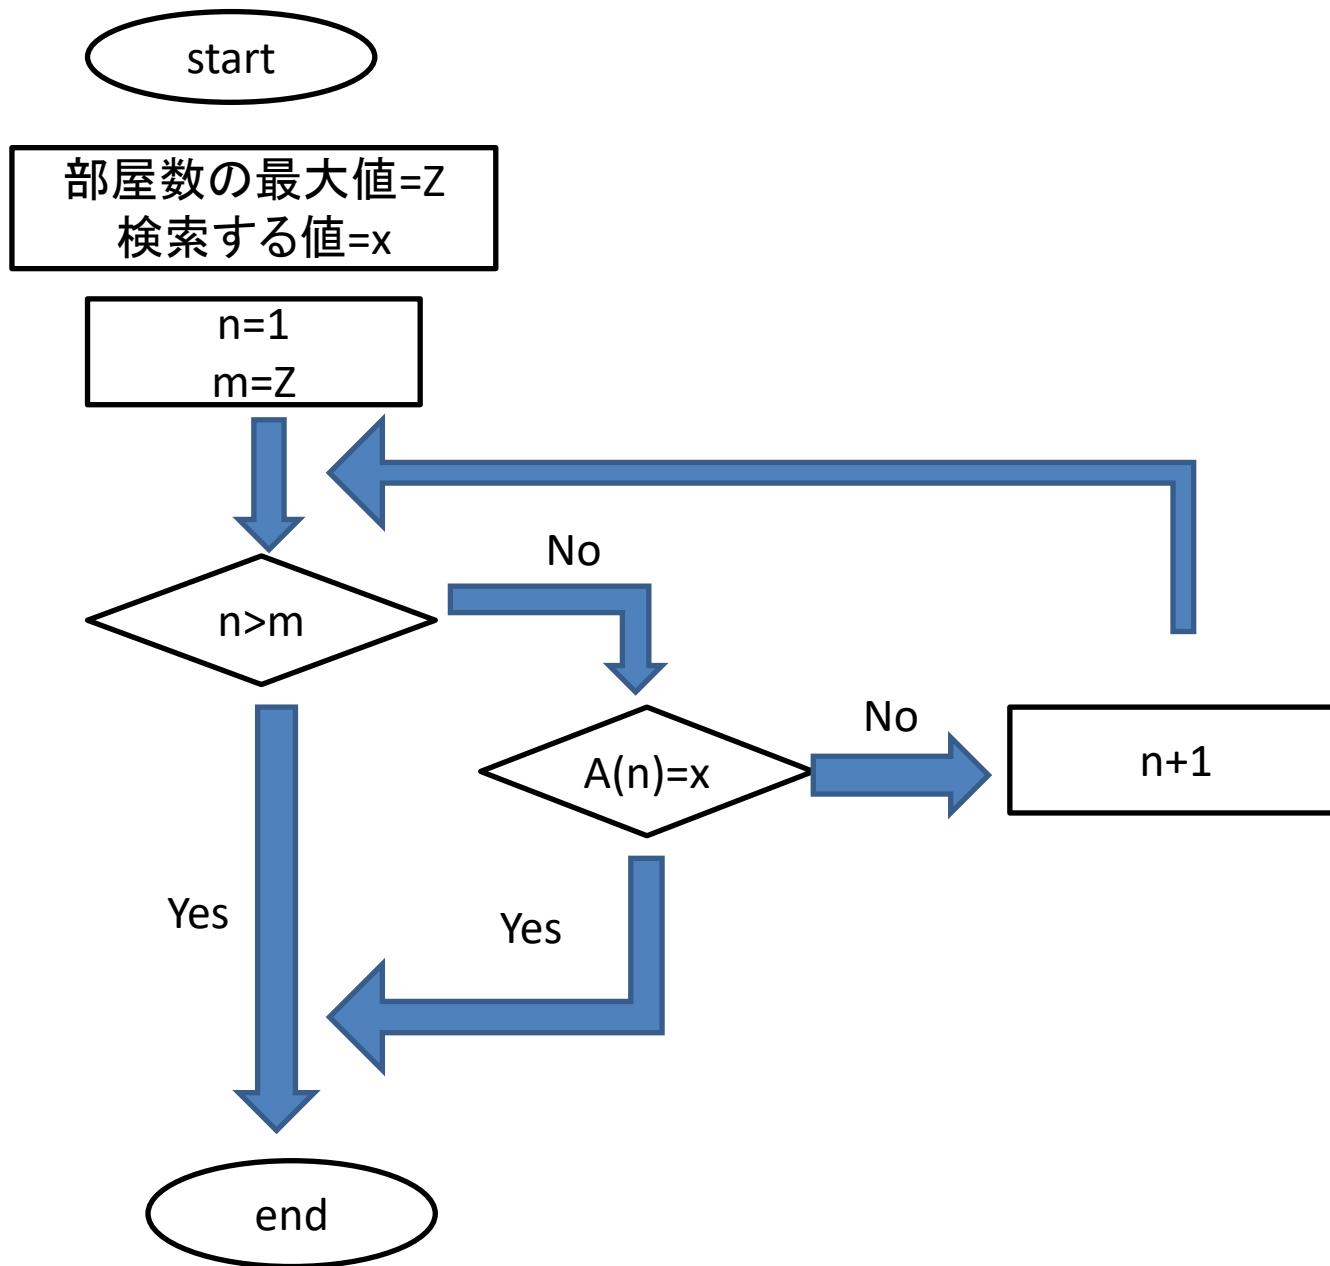 start
部屋数の最大値=Z
検索する値=x
n=1
m=Z
No
n>m
No
A(n)=x
n+1
Yes
Yes
end